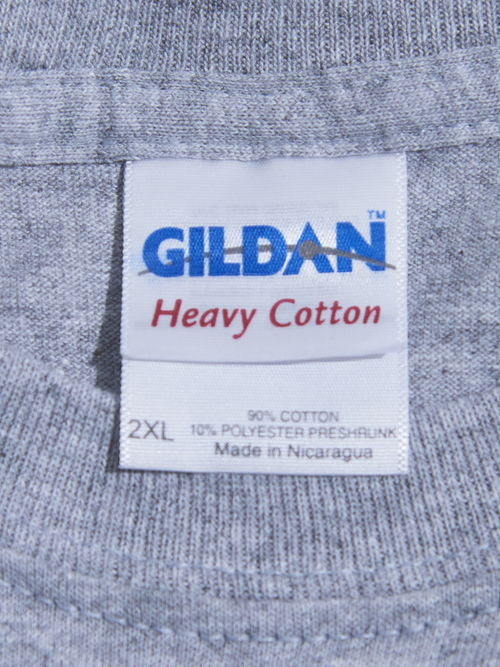 GILDAN™
Heavy Cotton
90% COTTON
2XL 10% POLYESTER PRESHRUNK
Made in Nicaragua